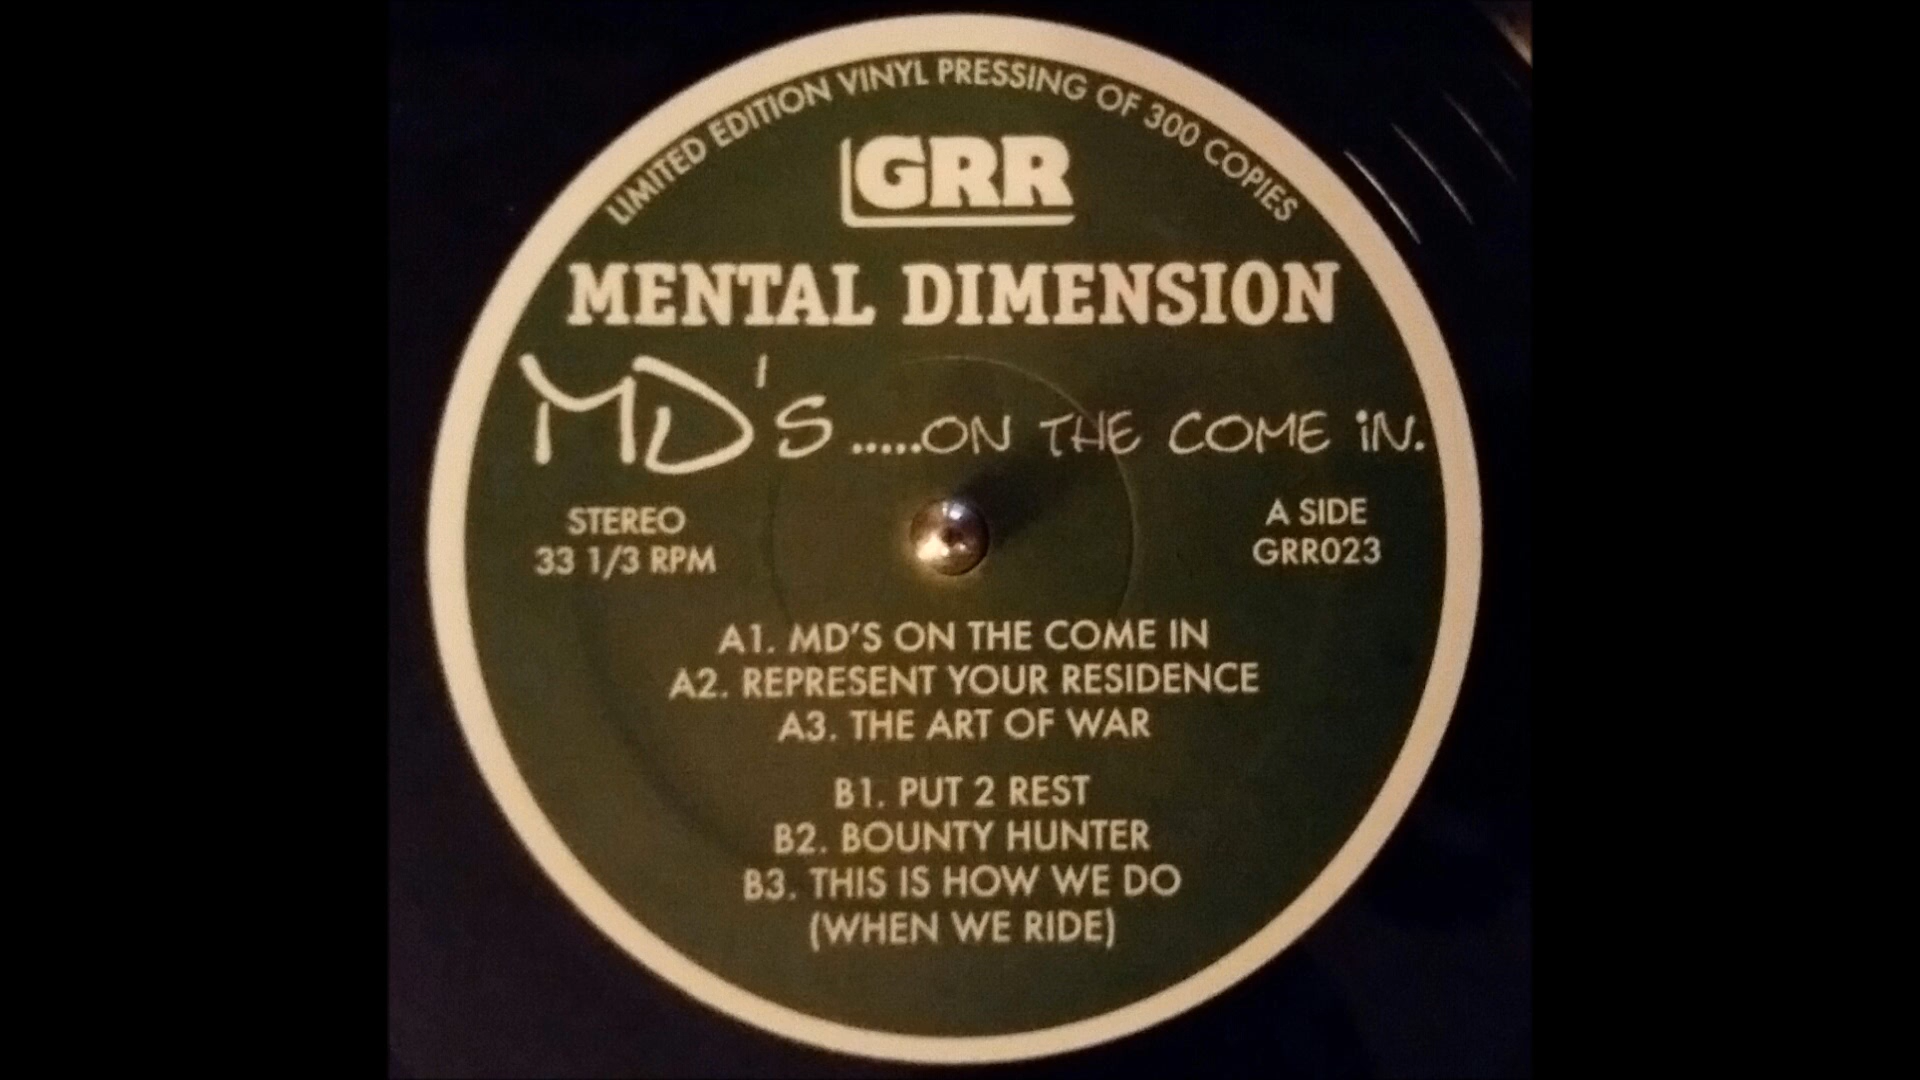 LIMITED EDITION VINYL PRESSING OF 300 COPIES
GRR
MENTAL DIMENSION
MD's.....ON THE COME iN.
STEREO
33 1/3 RPM
A SIDE
GRR023
A1. MD'S ON THE COME IN
A2. REPRESENT YOUR RESIDENCE
A3. THE ART OF WAR
B1. PUT 2 REST
B2. BOUNTY HUNTER
B3. THIS IS HOW WE DO
(WHEN WE RIDE)